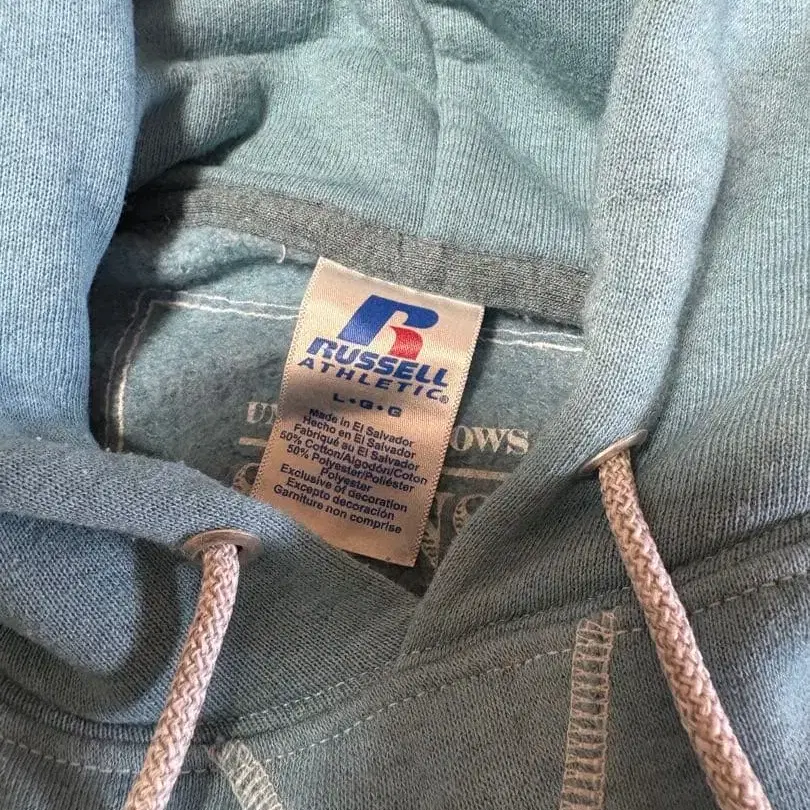 RUSSELL
ATHLETIC®
L•G•G
Made in El Salvador
Hecho en El Salvador
Fabriqué au El Salvador
50% Cotton/Algodón/Coton
50% Polyester/Poliéster
Polyester
Exclusive of decoration
Excepto decoración
Garniture non comprise